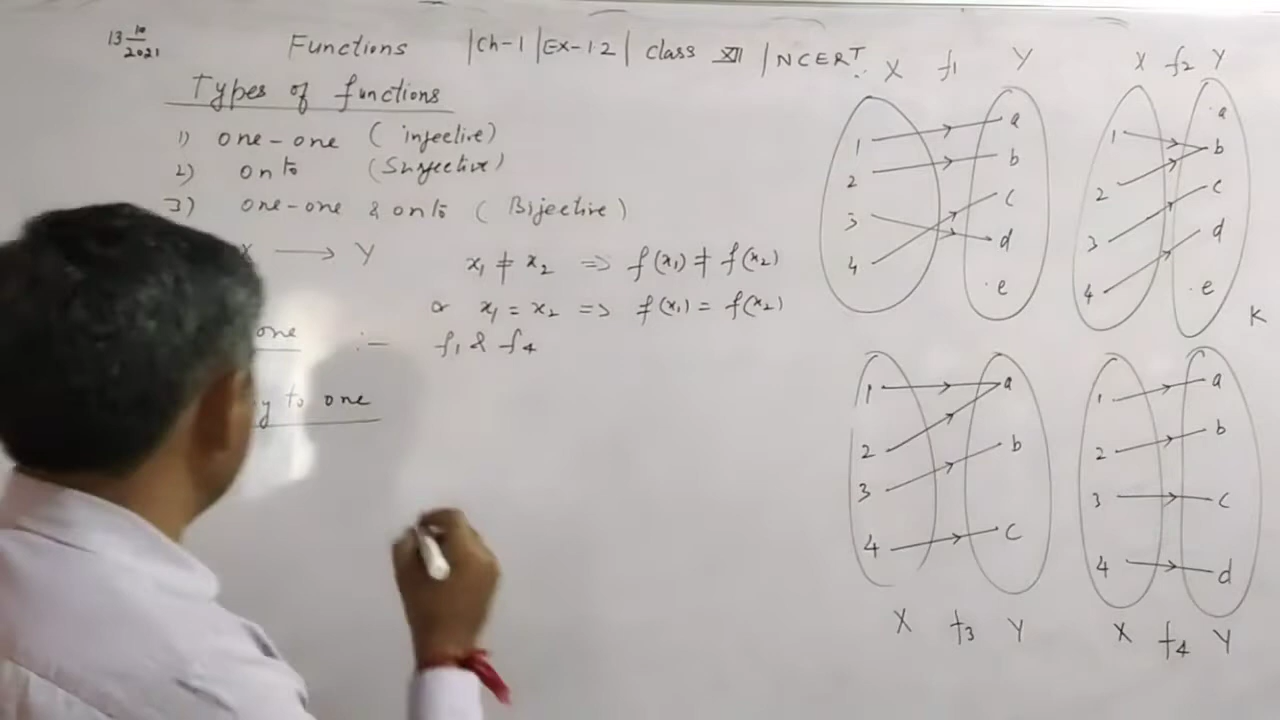 13 10/2021
Functions |Ch-1 |Ex-1.2| class XII |NCERT
Types of functions
1) one-one (injective)
2) onto (Surjective)
3) one-one & onto (Bijective)
X → Y
x₁ ≠ x₂ => f(x₁) ≠ f(x₂)
or x₁ = x₂ => f(x₁) = f(x₂)
one :- f₁ & f₄
to one
X f₁ Y
1 a
2 b
3 c
4 d
e
X f₂ Y
a
1 b
2 c
3 d
4 e
K
1 a
2 b
3 c
4
X f₃ Y
1 a
2 b
3 c
4 d
X f₄ Y